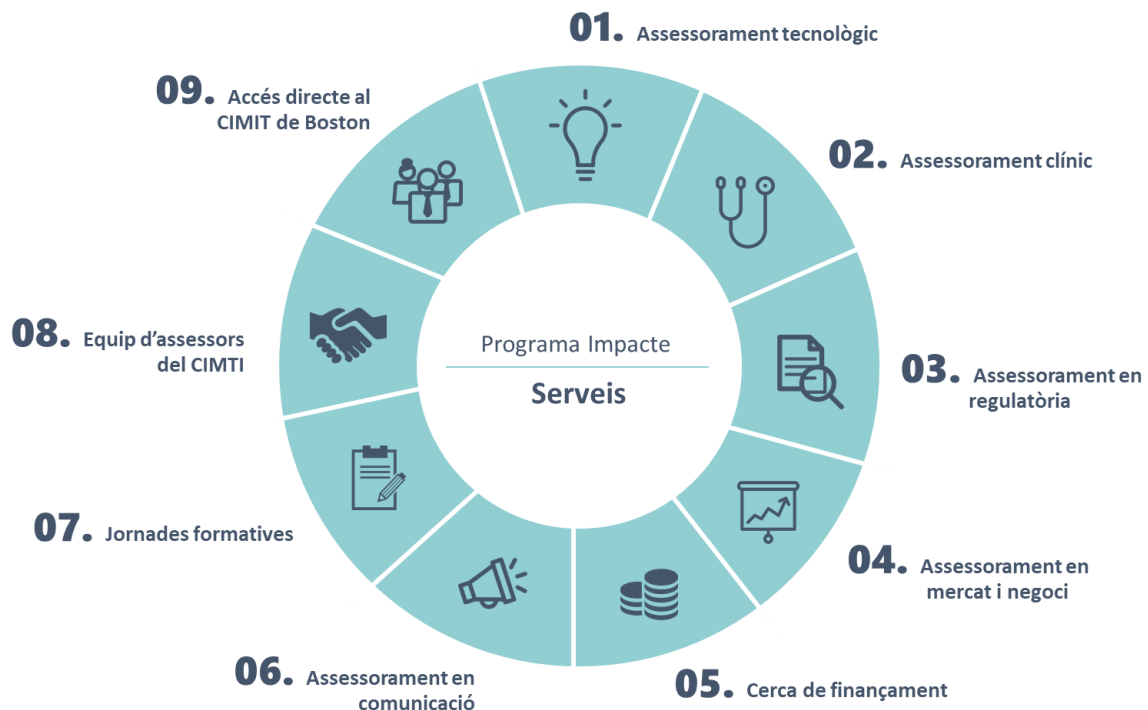 01. Assessorament tecnològic
02. Assessorament clínic
03. Assessorament en
regulatòria
04. Assessorament en
mercat i negoci
05. Cerca de finançament
06. Assessorament en
comunicació
07. Jornades formatives
08. Equip d’assessors
del CIMTI
09. Accés directe al
CIMIT de Boston
Programa Impacte
Serveis